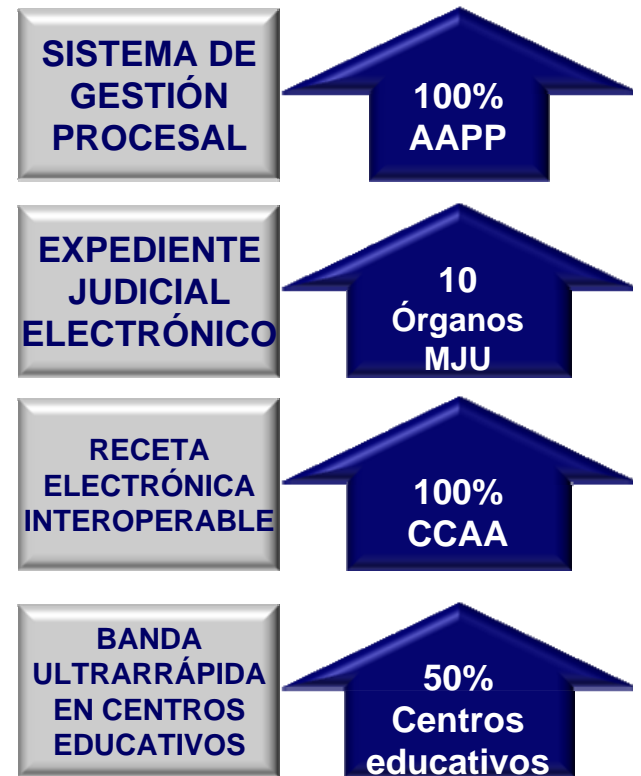 SISTEMA DE
GESTIÓN
PROCESAL
100%
AAPP
EXPEDIENTE
JUDICIAL
ELECTRÓNICO
10
Órganos
MJU
RECETA
ELECTRÓNICA
INTEROPERABLE
100%
CCAA
BANDA
ULTRARRÁPIDA
EN CENTROS
EDUCATIVOS
50%
Centros
educativos